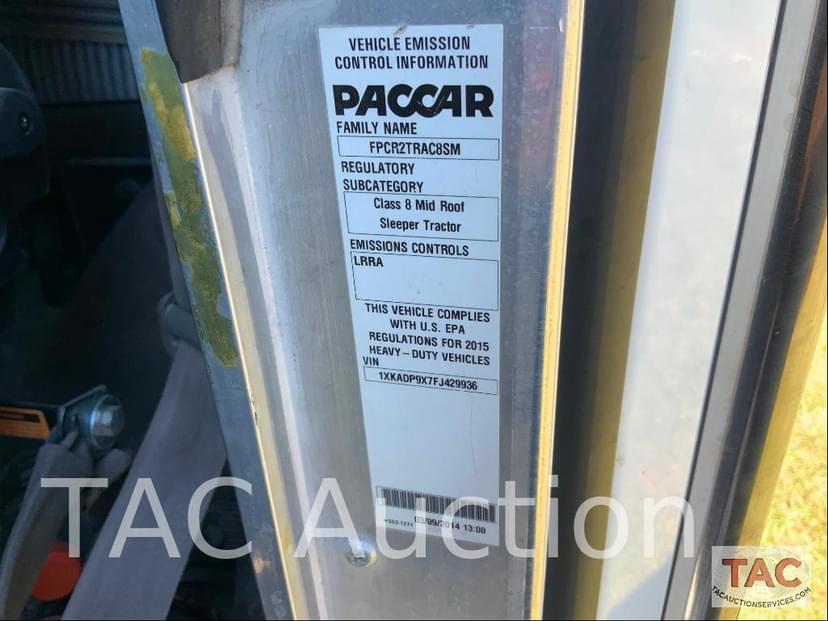 VEHICLE EMISSION
CONTROL INFORMATION
PACCAR
FAMILY NAME
FPCR2TRAC8SM
REGULATORY
SUBCATEGORY
Class 8 Mid Roof
Sleeper Tractor
EMISSIONS CONTROLS
LRRA
THIS VEHICLE COMPLIES
WITH U.S. EPA
REGULATIONS FOR 2015
HEAVY-DUTY VEHICLES
VIN
1XKADP9X7FJ429936
03/09/2014 13:08
TAC Auction
TAC
TACAUCTIONSERVICES.COM